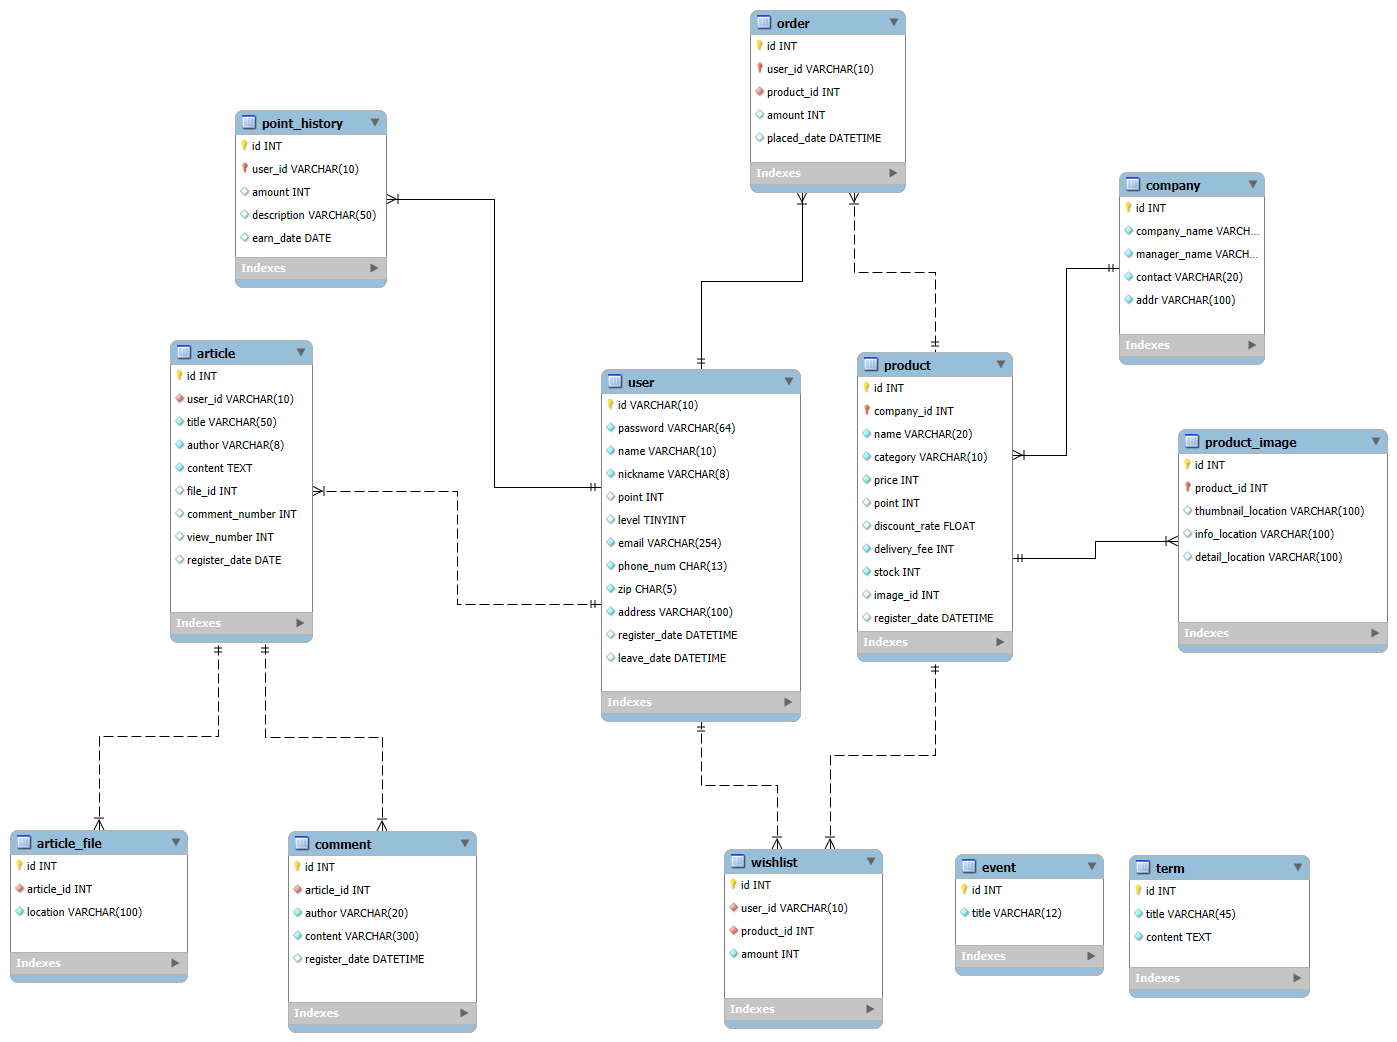 order
id INT
user_id VARCHAR(10)
product_id INT
amount INT
placed_date DATETIME
Indexes
point_history
id INT
user_id VARCHAR(10)
amount INT
description VARCHAR(50)
earn_date DATE
Indexes
company
id INT
company_name VARCH...
manager_name VARCH...
contact VARCHAR(20)
addr VARCHAR(100)
Indexes
article
id INT
user_id VARCHAR(10)
title VARCHAR(50)
author VARCHAR(8)
content TEXT
file_id INT
comment_number INT
view_number INT
register_date DATE
Indexes
user
id VARCHAR(10)
password VARCHAR(64)
name VARCHAR(10)
nickname VARCHAR(8)
point INT
level TINYINT
email VARCHAR(254)
phone_num CHAR(13)
zip CHAR(5)
address VARCHAR(100)
register_date DATETIME
leave_date DATETIME
Indexes
product
id INT
company_id INT
name VARCHAR(20)
category VARCHAR(10)
price INT
point INT
discount_rate FLOAT
delivery_fee INT
stock INT
image_id INT
register_date DATETIME
Indexes
product_image
id INT
product_id INT
thumbnail_location VARCHAR(100)
info_location VARCHAR(100)
detail_location VARCHAR(100)
Indexes
article_file
id INT
article_id INT
location VARCHAR(100)
Indexes
comment
id INT
article_id INT
author VARCHAR(20)
content VARCHAR(300)
register_date DATETIME
Indexes
wishlist
id INT
user_id VARCHAR(10)
product_id INT
amount INT
Indexes
event
id INT
title VARCHAR(12)
Indexes
term
id INT
title VARCHAR(45)
content TEXT
Indexes